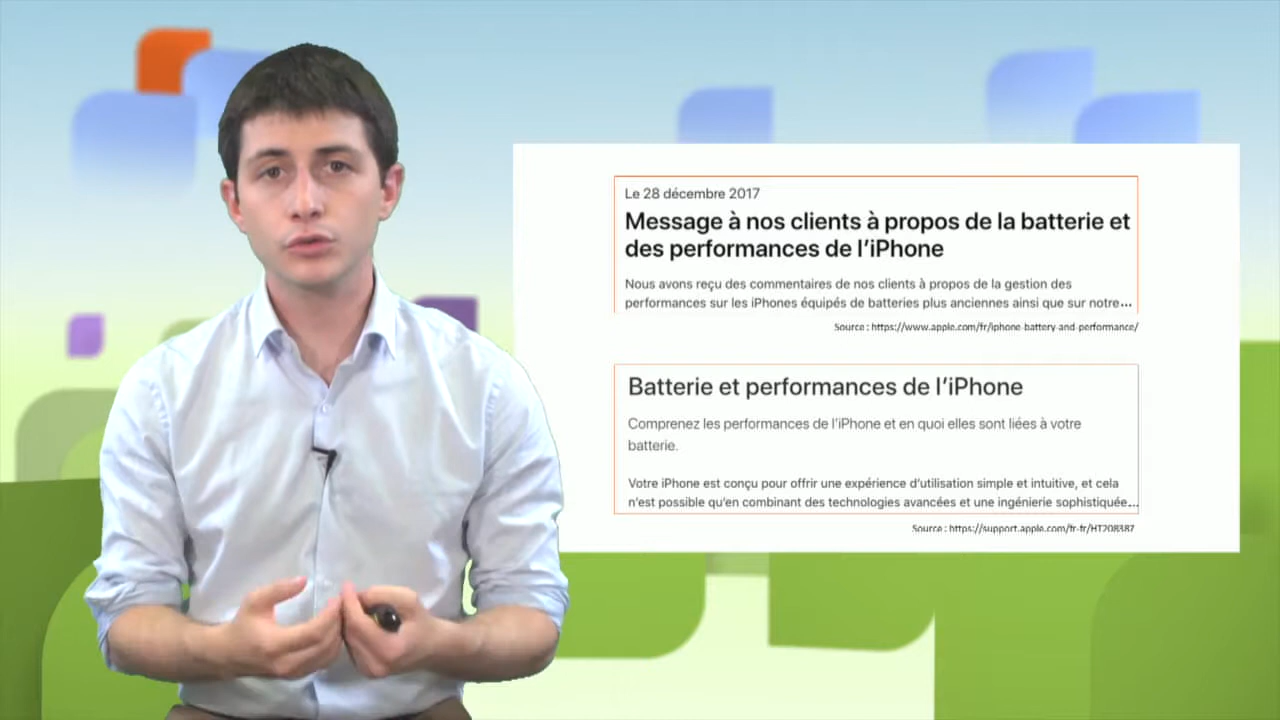 Le 28 décembre 2017
Message à nos clients à propos de la batterie et
des performances de l'iPhone
Nous avons reçu des commentaires de nos clients à propos de la gestion des
performances sur les iPhones équipés de batteries plus anciennes ainsi que sur notre...
Source : https://www.apple.com/fr/iphone-battery-and-performance/
Batterie et performances de l'iPhone
Comprenez les performances de l'iPhone et en quoi elles sont liées à votre
batterie.
Votre iPhone est conçu pour offrir une expérience d'utilisation simple et intuitive, et cela
n'est possible qu'en combinant des technologies avancées et une ingénierie sophistiquée...
Source : https://support.apple.com/fr-fr/HT208387